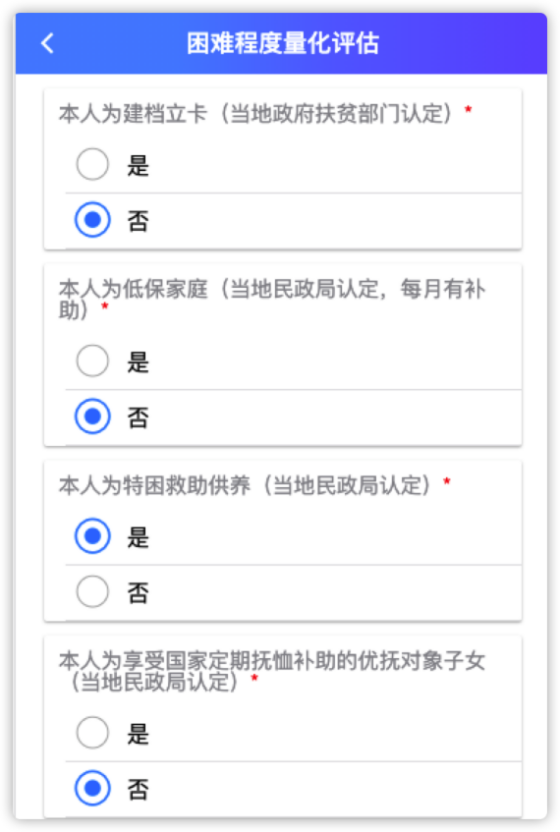 困难程度量化评估
本人为建档立卡（当地政府扶贫部门认定）*
是
否
本人为低保家庭（当地民政局认定，每月有补
助）*
是
否
本人为特困救助供养（当地民政局认定）*
是
否
本人为享受国家定期抚恤补助的优抚对象子女
（当地民政局认定）*
是
否